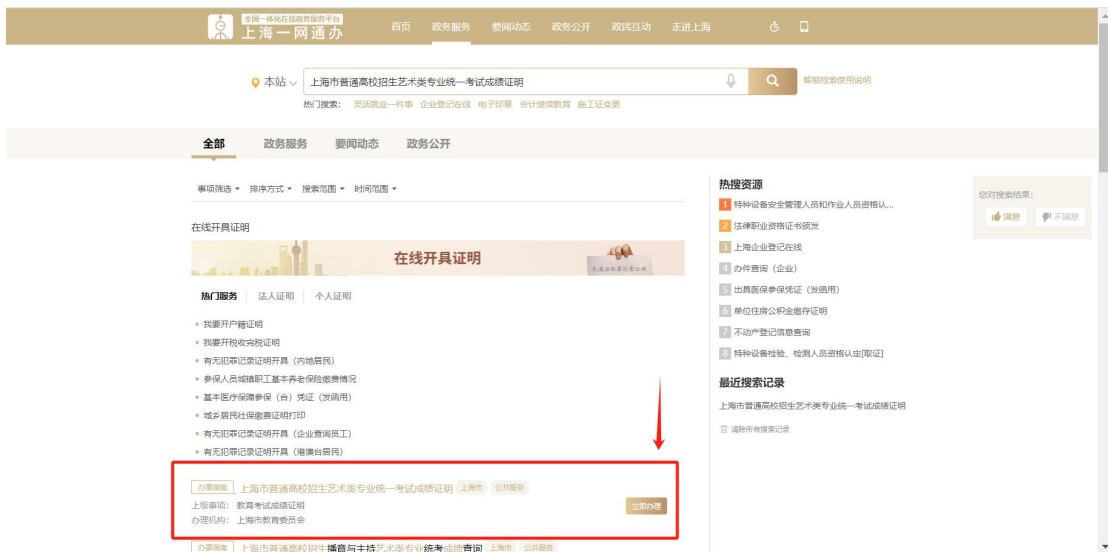 全国一体化在线政务服务平台
上海一网通办
首页 政务服务 要闻动态 政务公开 政民互动 走进上海
本站 上海市普通高校招生艺术类专业统一考试成绩证明 智能检索使用说明
热门搜索： 灵活就业一件事 企业登记在线 电子印章 会计继续教育 施工证变更
全部 政务服务 要闻动态 政务公开
事项筛选 排序方式 搜索范围 时间范围
在线开具证明
在线开具证明
热门服务 法人证明 个人证明
我要开户籍证明
我要开税收完税证明
有无犯罪记录证明开具（内地居民）
参保人员城镇职工基本养老保险缴费情况
基本医疗保障参保（合）凭证（发函用）
城乡居民社保缴费证明打印
有无犯罪记录证明开具（企业查询员工）
有无犯罪记录证明开具（港澳台居民）
办事指南 上海市普通高校招生艺术类专业统一考试成绩证明 上海市 公共服务
上级事项： 教育考试成绩证明
立即办理
办理机构： 上海市教育委员会
办事指南 上海市普通高校招生播音与主持艺术类专业统考成绩查询 上海市 公共服务
热搜资源
1 特种设备安全管理人员和作业人员资格认...
2 法律职业资格证书颁发
3 上海企业登记在线
4 办件查询（企业）
5 出具医保参保凭证（发函用）
6 单位住房公积金缴存证明
7 不动产登记信息查询
8 特种设备检验、检测人员资格认定[取证]
最近搜索记录
上海市普通高校招生艺术类专业统一考试成绩证明
清除所有搜索记录
您对搜索结果：
满意 不满意